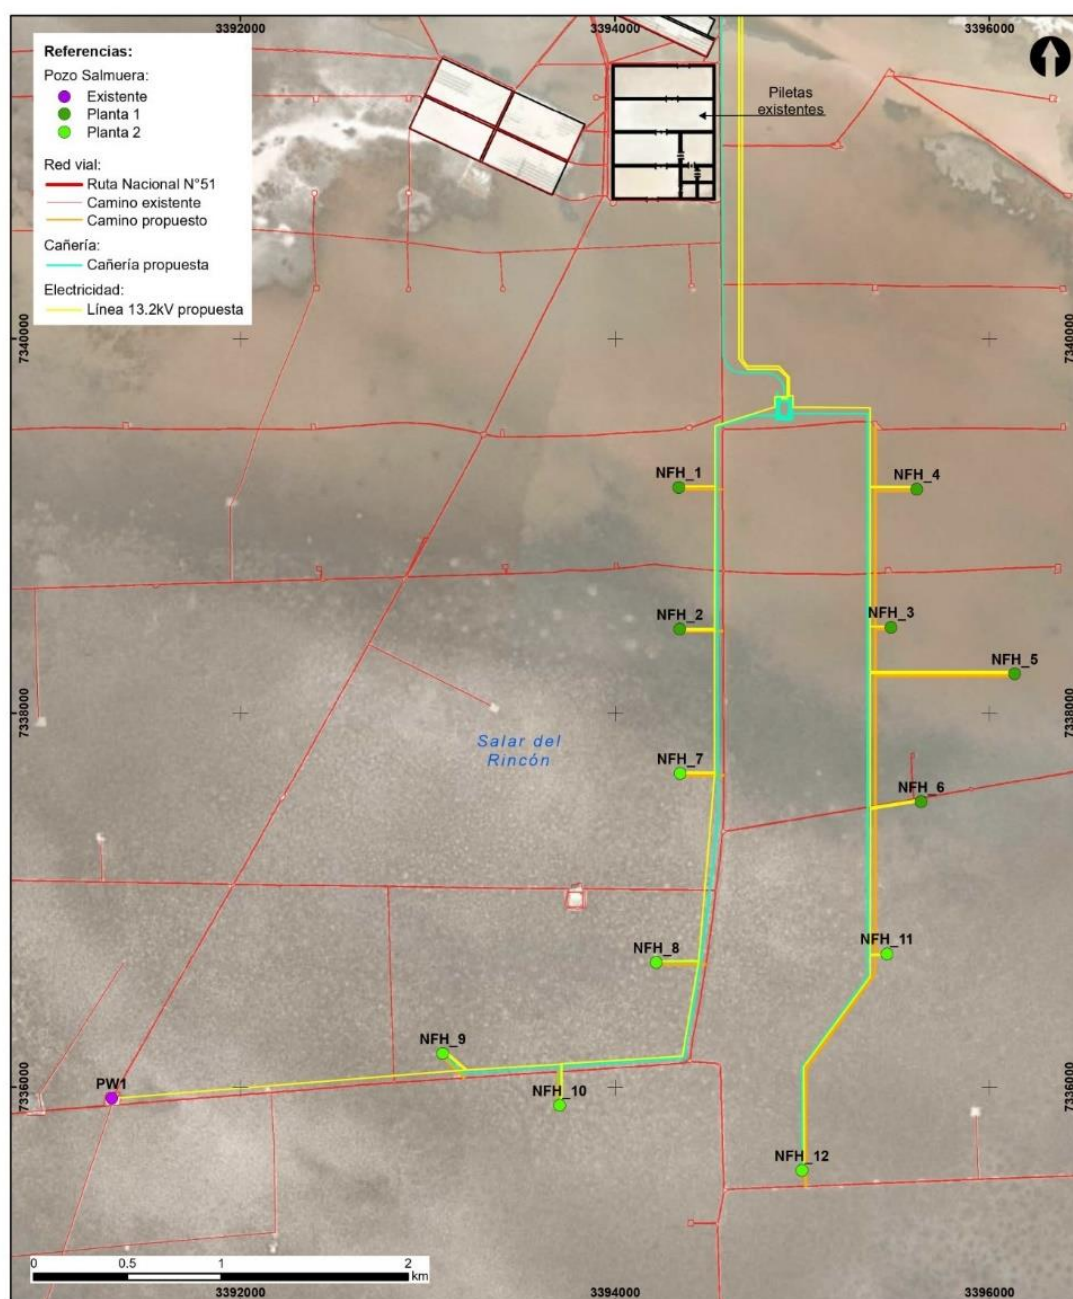 3392000
3394000
3396000
Referencias:
Pozo Salmuera:
Existente
Planta 1
Planta 2
Red vial:
Ruta Nacional N°51
Camino existente
Camino propuesto
Cañería:
Cañería propuesta
Electricidad:
Línea 13.2kV propuesta
Piletas
existentes
7340000
7340000
NFH_1
NFH_4
NFH_2
NFH_3
NFH_5
7338000
7338000
Salar del
Rincón
NFH_7
NFH_6
NFH_8
NFH_11
NFH_9
PW1
NFH_10
7336000
7336000
NFH_12
0 0.5 1 2
km
3392000
3394000
3396000